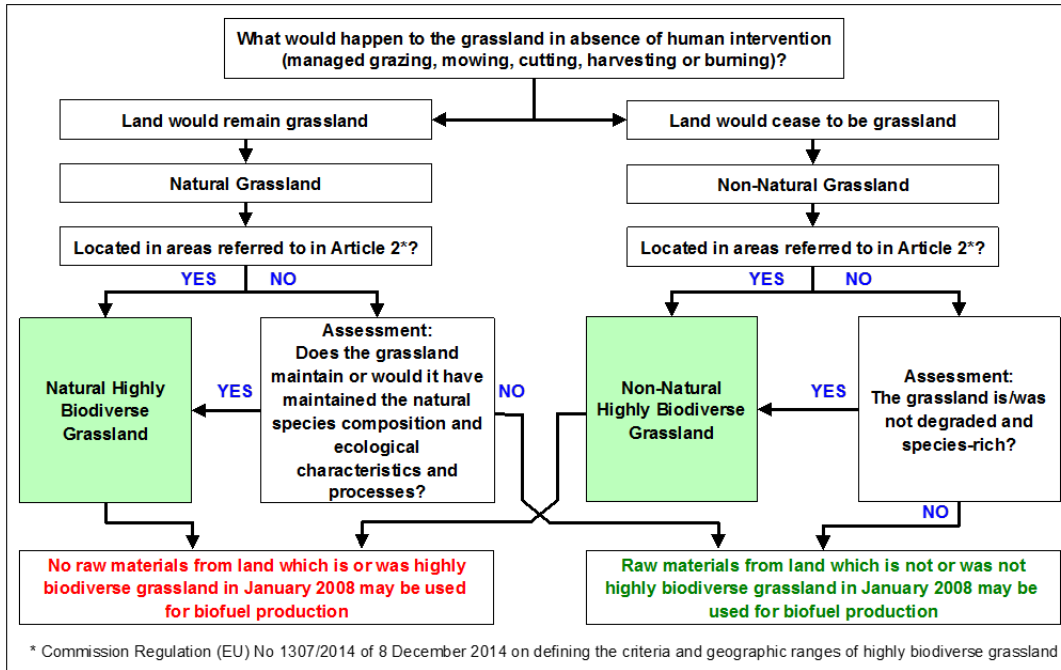 What would happen to the grassland in absence of human intervention
(managed grazing, mowing, cutting, harvesting or burning)?
Land would remain grassland
Land would cease to be grassland
Natural Grassland
Non-Natural Grassland
Located in areas referred to in Article 2*?
Located in areas referred to in Article 2*?
YES
NO
YES
NO
Natural Highly
Biodiverse
Grassland
YES
Assessment:
Does the grassland
maintain or would it have
maintained the natural
species composition and
ecological
characteristics and
processes?
NO
Non-Natural
Highly Biodiverse
Grassland
YES
Assessment:
The grassland is/was
not degraded and
species-rich?
NO
No raw materials from land which is or was highly
biodiverse grassland in January 2008 may be used
for biofuel production
Raw materials from land which is not or was not
highly biodiverse grassland in January 2008 may be
used for biofuel production
* Commission Regulation (EU) No 1307/2014 of 8 December 2014 on defining the criteria and geographic ranges of highly biodiverse grassland